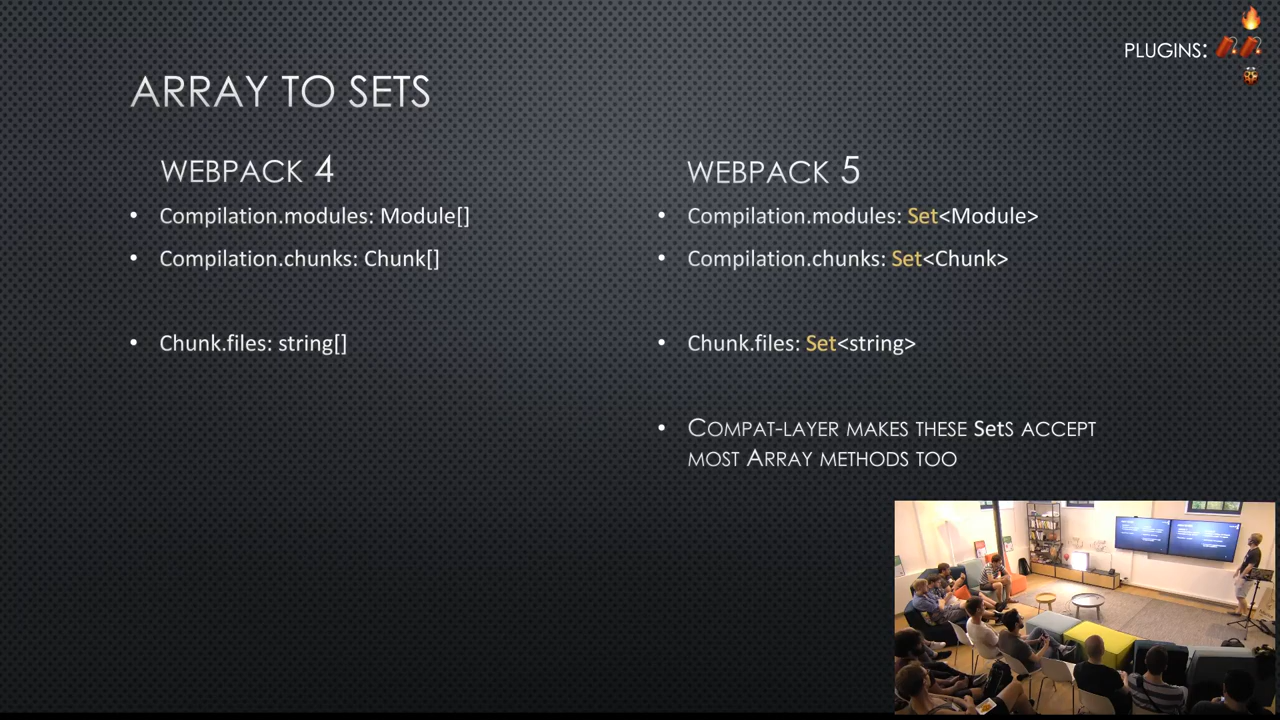 PLUGINS:
ARRAY TO SETS
WEBPACK 4
• Compilation.modules: Module[]
• Compilation.chunks: Chunk[]
• Chunk.files: string[]
WEBPACK 5
• Compilation.modules: Set<Module>
• Compilation.chunks: Set<Chunk>
• Chunk.files: Set<string>
• COMPAT-LAYER MAKES THESE Sets ACCEPT
MOST ARRAY METHODS TOO